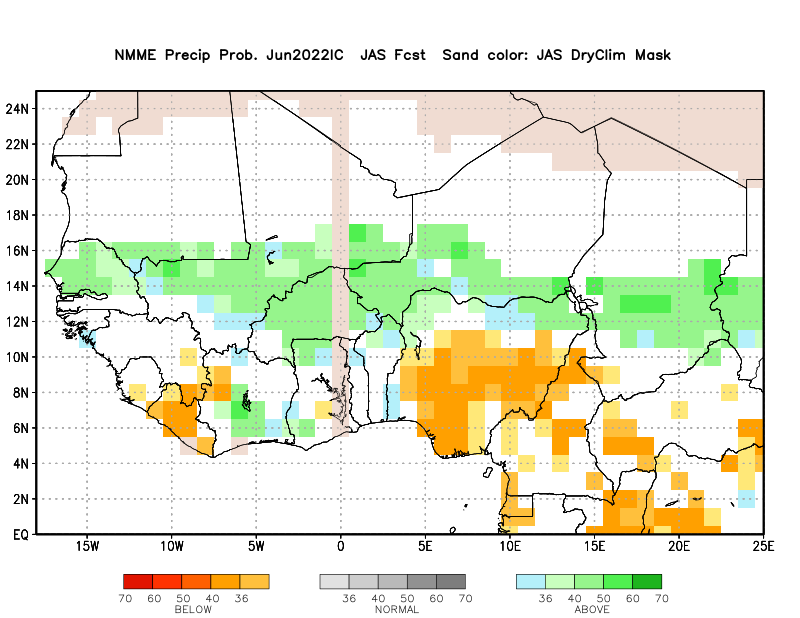 NMME Precip Prob. Jun2022IC JAS Fcst Sand color: JAS DryClim Mask
24N
22N
20N
18N
16N
14N
12N
10N
8N
6N
4N
2N
EQ
15W 10W 5W 0 5E 10E 15E 20E 25E
70 60 50 40 36 36 40 50 60 70 36 40 50 60 70
BELOW NORMAL ABOVE